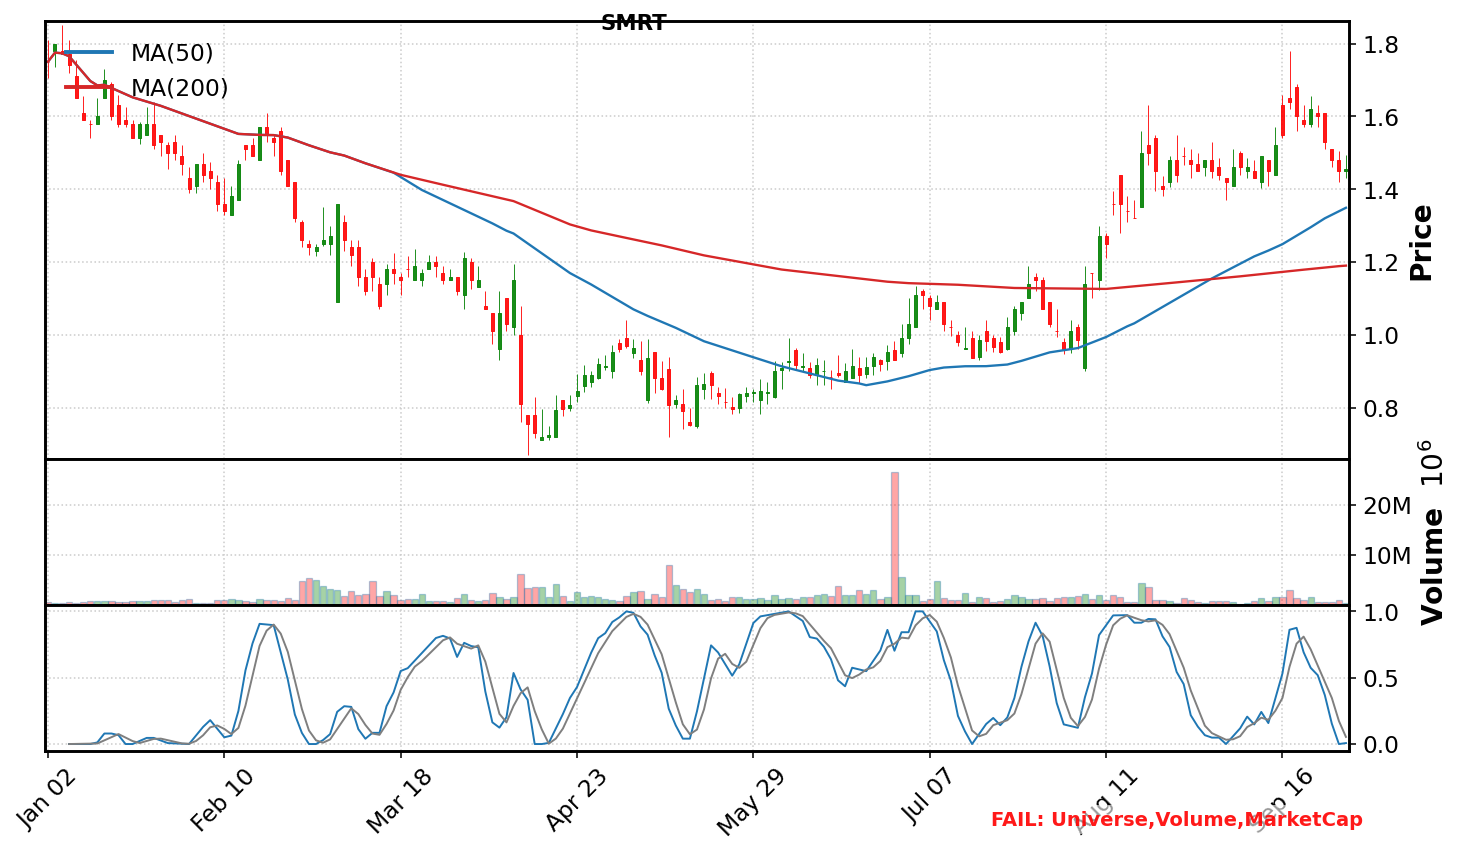 SMRT
MA(50)
MA(200)
1.8
1.6
1.4
1.2
1.0
0.8
Price
20M
10M
Volume 10^6
1.0
0.5
0.0
Jan 02
Feb 10
Mar 18
Apr 23
May 29
Jul 07
Aug 11
Sep 16
FAIL: Universe,Volume,MarketCap